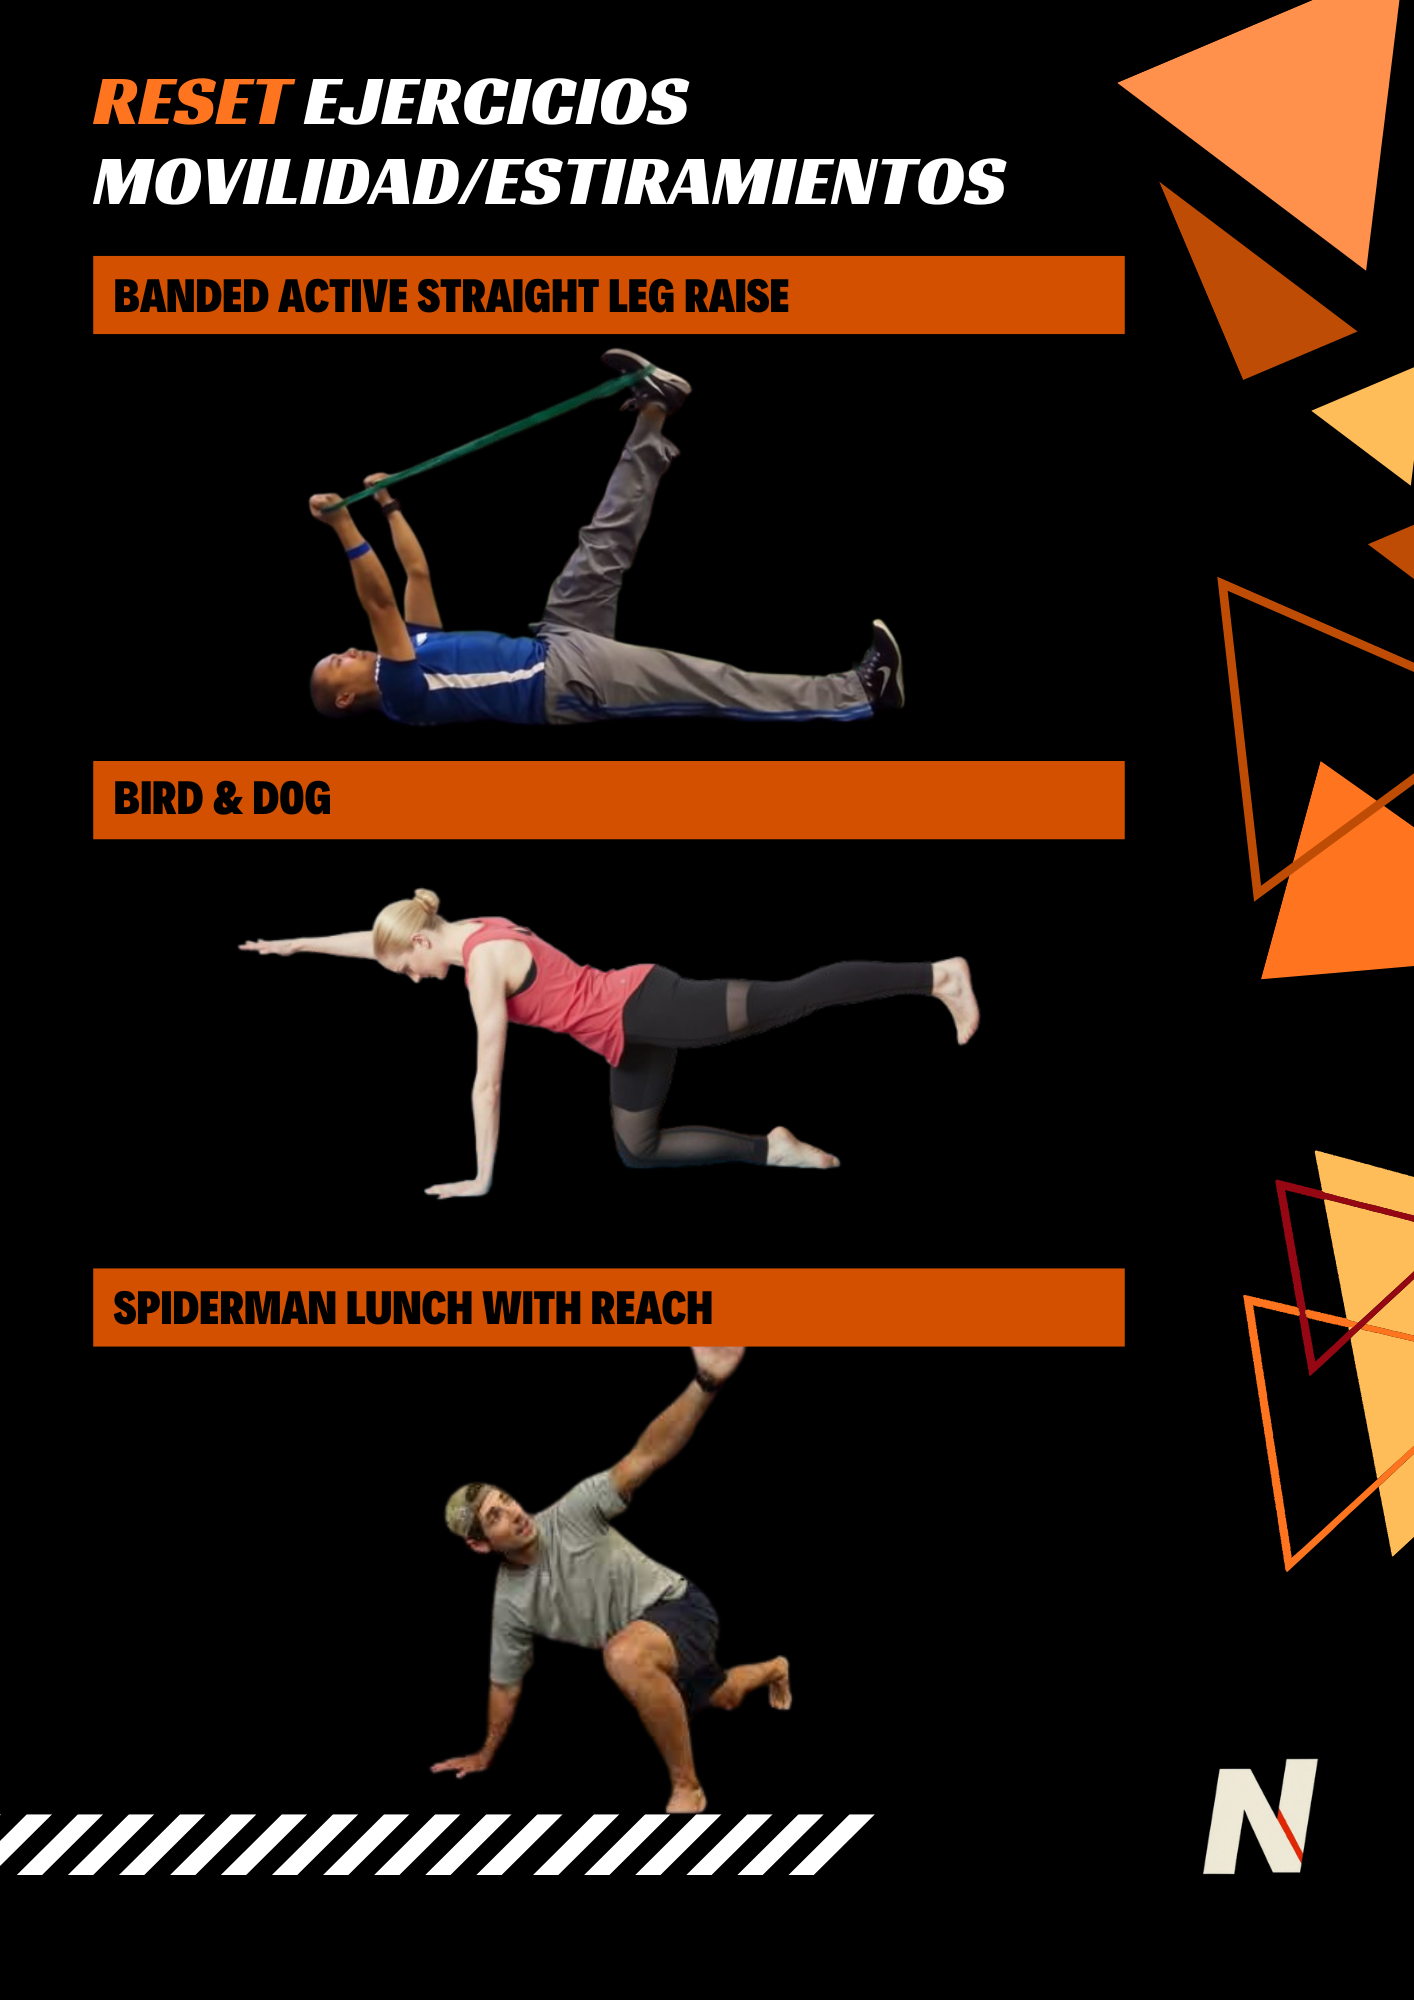 RESET EJERCICIOS
MOVILIDAD/ESTIRAMIENTOS
BANDED ACTIVE STRAIGHT LEG RAISE
BIRD & DOG
SPIDERMAN LUNCH WITH REACH
N